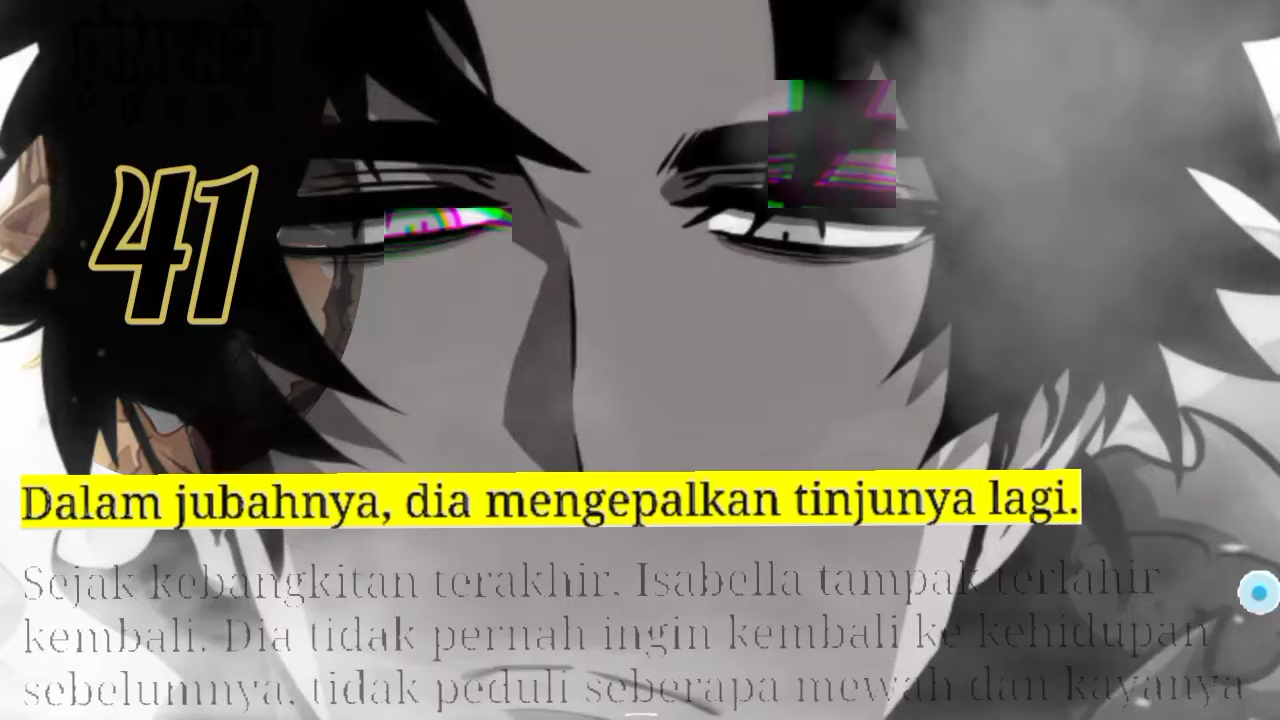 41
Dalam jubahnya, dia mengepalkan tinjunya lagi.
Sejak kebangkitan terakhir, Isabella tampak terlahir
kembali. Dia tidak pernah ingin kembali ke kehidupan
sebelumnya, tidak peduli seberapa mewah dan kayanya